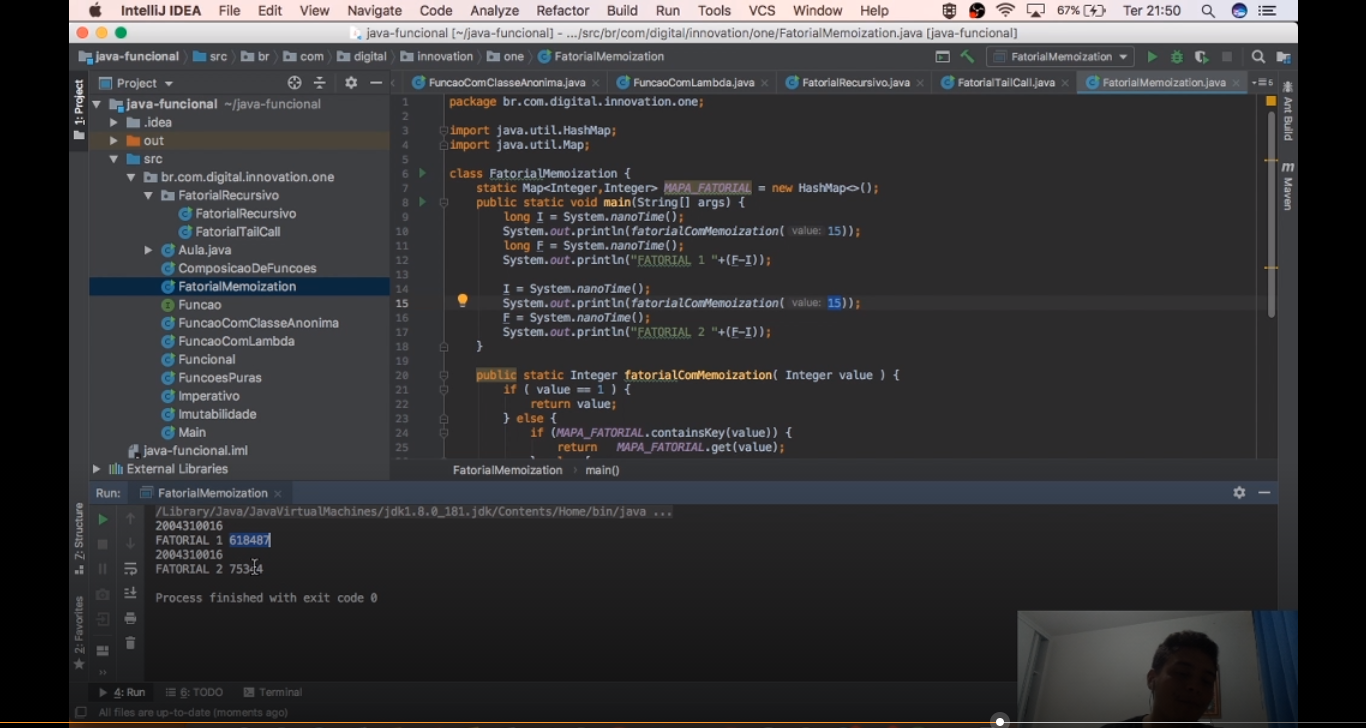 IntelliJ IDEA File Edit View Navigate Code Analyze Refactor Build Run Tools VCS Window Help 67% Ter 21:50
java-funcional [~/java-funcional] - .../src/br/com/digital/innovation/one/FatorialMemoization.java [java-funcional]
java-funcional src br com digital innovation one FatorialMemoization FatorialMemoization
Project
FuncaoComClasseAnonima.java FuncaoComLambda.java FatorialRecursivo.java FatorialTailCall.java FatorialMemoization.java
1: Project
java-funcional ~/java-funcional
.idea
out
src
br.com.digital.innovation.one
FatorialRecursivo
FatorialRecursivo
FatorialTailCall
Aula.java
ComposicaoDeFuncoes
FatorialMemoization
Funcao
FuncaoComClasseAnonima
FuncaoComLambda
Funcional
FuncoesPuras
Imperativo
Imutabilidade
Main
java-funcional.iml
External Libraries
1 package br.com.digital.innovation.one;
2
3 import java.util.HashMap;
4 import java.util.Map;
5
6 class FatorialMemoization {
7 static Map<Integer,Integer> MAPA_FATORIAL = new HashMap<>();
8 public static void main(String[] args) {
9 long I = System.nanoTime();
10 System.out.println(fatorialComMemoization( value: 15));
11 long F = System.nanoTime();
12 System.out.println("FATORIAL 1 "+(F-I));
13
14 I = System.nanoTime();
15 System.out.println(fatorialComMemoization( value: 15));
16 F = System.nanoTime();
17 System.out.println("FATORIAL 2 "+(F-I));
18 }
19
20 public static Integer fatorialComMemoization( Integer value ) {
21 if ( value == 1 ) {
22 return value;
23 } else {
24 if (MAPA_FATORIAL.containsKey(value)) {
25 return MAPA_FATORIAL.get(value);
FatorialMemoization main()
Ant Build
Maven
Run: FatorialMemoization
/Library/Java/JavaVirtualMachines/jdk1.8.0_181.jdk/Contents/Home/bin/java ...
2004310016
FATORIAL 1 618487
2004310016
FATORIAL 2
Process finished with exit code 0
7: Structure
2: Favorites
4: Run 6: TODO Terminal
All files are up-to-date (moments ago)